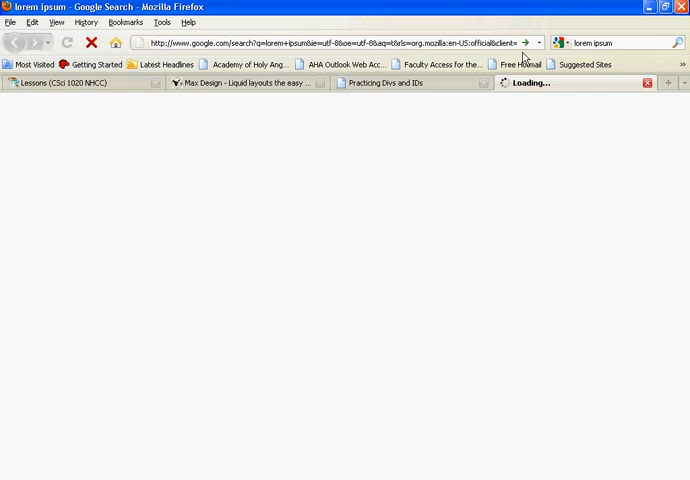 lorem ipsum - Google Search - Mozilla Firefox
File Edit View History Bookmarks Tools Help
http://www.google.com/search?q=lorem+ipsum&ie=utf-8&oe=utf-8&aq=t&rls=org.mozilla:en-US:official&client= lorem ipsum
Most Visited Getting Started Latest Headlines Academy of Holy Ang... AHA Outlook Web Acc... Faculty Access for the... Free Hotmail Suggested Sites »
Lessons (CSci 1020 NHCC) Max Design - Liquid layouts the easy ... Practicing Divs and IDs Loading...